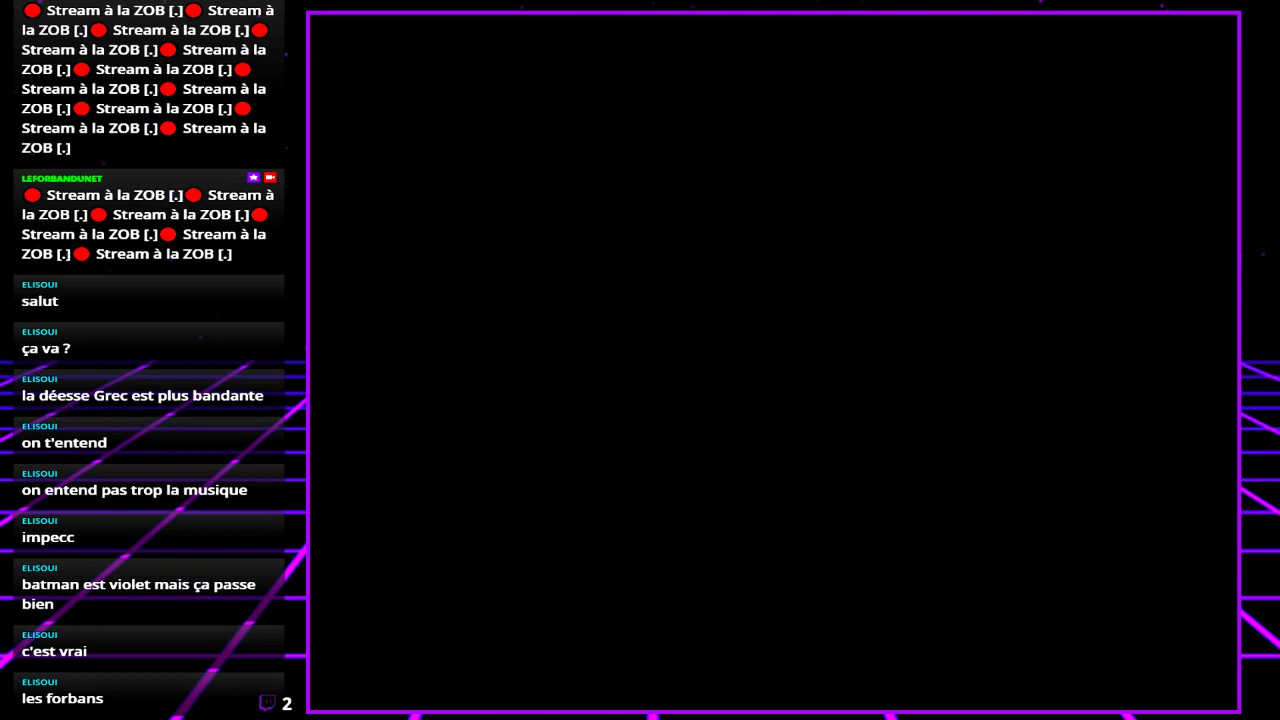 🔴 Stream à la ZOB [.]🔴 Stream à
la ZOB [.]🔴 Stream à la ZOB [.]🔴
Stream à la ZOB [.]🔴 Stream à la
ZOB [.]🔴 Stream à la ZOB [.]🔴
Stream à la ZOB [.]🔴 Stream à la
ZOB [.]🔴 Stream à la ZOB [.]🔴
Stream à la ZOB [.]🔴 Stream à la
ZOB [.]
LEFORBANDUNET
🔴 Stream à la ZOB [.]🔴 Stream à
la ZOB [.]🔴 Stream à la ZOB [.]🔴
Stream à la ZOB [.]🔴 Stream à la
ZOB [.]🔴 Stream à la ZOB [.]
ELISOUI
salut
ELISOUI
ça va ?
ELISOUI
la déesse Grec est plus bandante
ELISOUI
on t'entend
ELISOUI
on entend pas trop la musique
ELISOUI
impecc
ELISOUI
batman est violet mais ça passe
bien
ELISOUI
c'est vrai
ELISOUI
les forbans
2